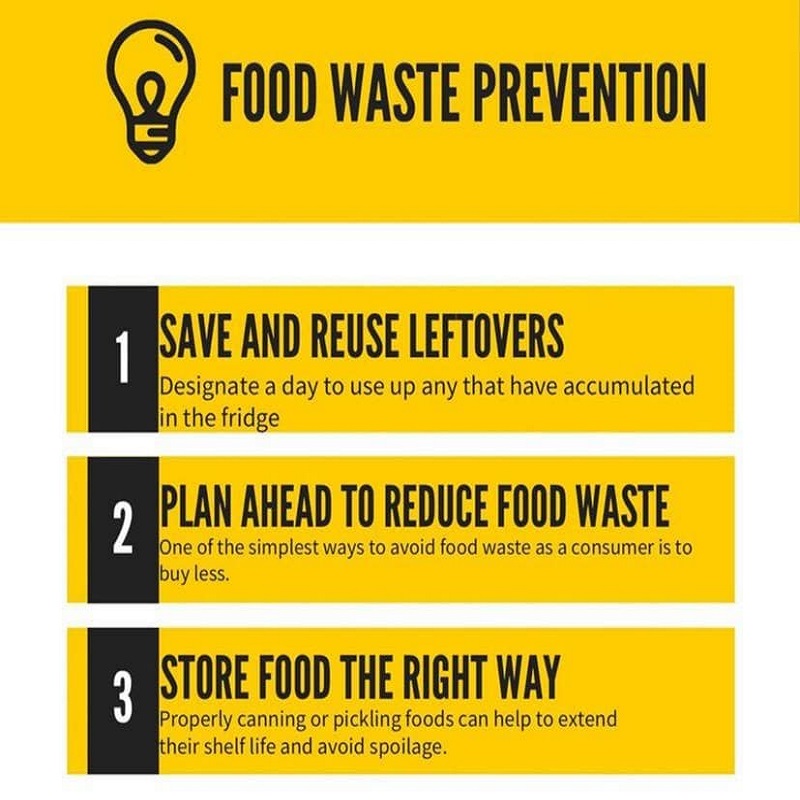 FOOD WASTE PREVENTION
1
SAVE AND REUSE LEFTOVERS
Designate a day to use up any that have accumulated
in the fridge
2
PLAN AHEAD TO REDUCE FOOD WASTE
One of the simplest ways to avoid food waste as a consumer is to
buy less.
3
STORE FOOD THE RIGHT WAY
Properly canning or pickling foods can help to extend
their shelf life and avoid spoilage.